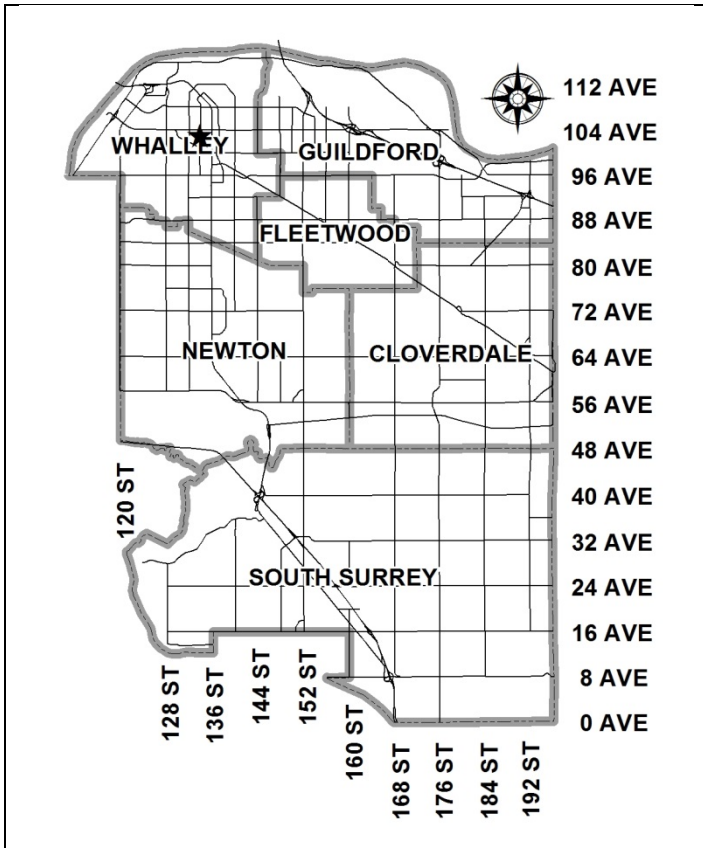 112 AVE
104 AVE
WHALLEY
GUILDFORD
96 AVE
88 AVE
FLEETWOOD
80 AVE
72 AVE
NEWTON
CLOVERDALE
64 AVE
56 AVE
48 AVE
120 ST
40 AVE
32 AVE
SOUTH SURREY
24 AVE
16 AVE
128 ST
136 ST
144 ST
152 ST
8 AVE
160 ST
0 AVE
168 ST
176 ST
184 ST
192 ST